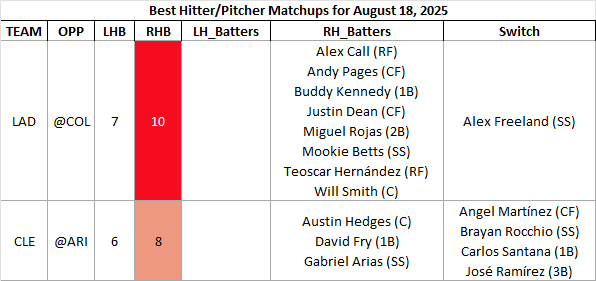 Best Hitter/Pitcher Matchups for August 18, 2025
TEAM OPP LHB RHB LH_Batters RH_Batters Switch
LAD @COL 7 10
Alex Call (RF)
Andy Pages (CF)
Buddy Kennedy (1B)
Justin Dean (CF)
Miguel Rojas (2B)
Mookie Betts (SS)
Teoscar Hernández (RF)
Will Smith (C)
Alex Freeland (SS)
CLE @ARI 6 8
Austin Hedges (C)
David Fry (1B)
Gabriel Arias (SS)
Angel Martínez (CF)
Brayan Rocchio (SS)
Carlos Santana (1B)
José Ramírez (3B)